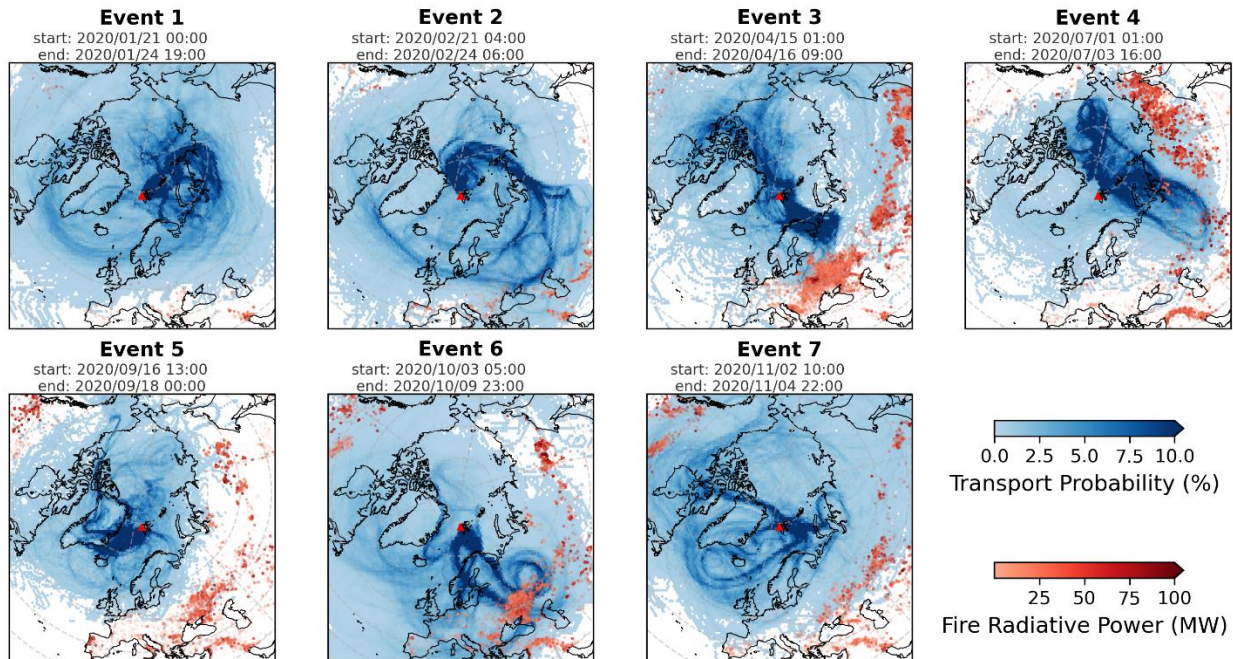 Event 1
start: 2020/01/21 00:00
end: 2020/01/24 19:00
Event 2
start: 2020/02/21 04:00
end: 2020/02/24 06:00
Event 3
start: 2020/04/15 01:00
end: 2020/04/16 09:00
Event 4
start: 2020/07/01 01:00
end: 2020/07/03 16:00
Event 5
start: 2020/09/16 13:00
end: 2020/09/18 00:00
Event 6
start: 2020/10/03 05:00
end: 2020/10/09 23:00
Event 7
start: 2020/11/02 10:00
end: 2020/11/04 22:00
0.0 2.5 5.0 7.5 10.0
Transport Probability (%)
25 50 75 100
Fire Radiative Power (MW)